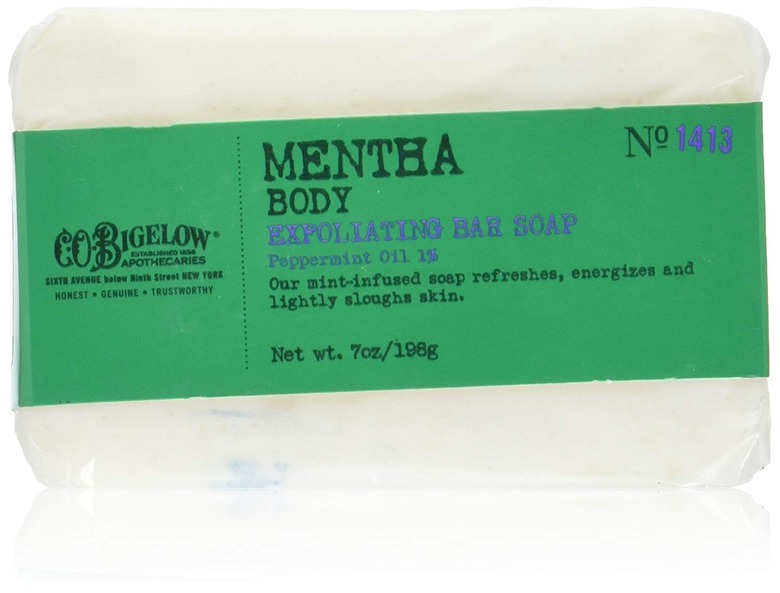 C.O. BIGELOW®
ESTABLISHED 1838
APOTHECARIES
SIXTH AVENUE below Ninth Street NEW YORK
HONEST • GENUINE • TRUSTWORTHY
MENTHA
BODY
EXFOLIATING BAR SOAP
Peppermint Oil 1%
Our mint-infused soap refreshes, energizes and
lightly sloughs skin.
Net wt. 7oz/198g
Nº 1413